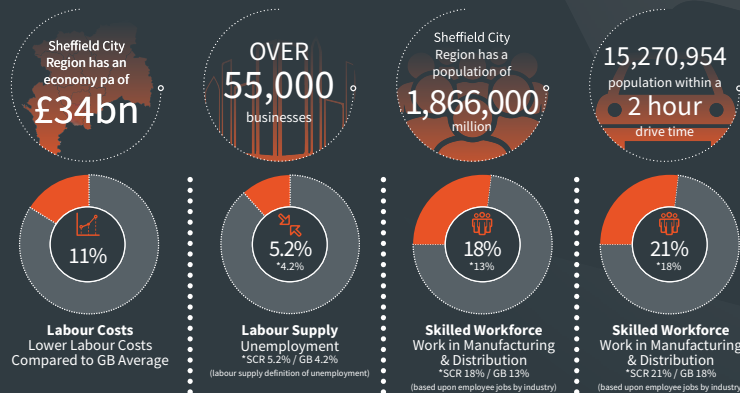 Sheffield City
Region has an
economy pa of
£34bn
OVER
55,000
businesses
Sheffield City
Region has a
population of
1,866,000
million
15,270,954
population within a
2 hour
drive time
11%
Labour Costs
Lower Labour Costs
Compared to GB Average
5.2%
*4.2%
Labour Supply
Unemployment
*SCR 5.2% / GB 4.2%
(labour supply definition of unemployment)
18%
*13%
Skilled Workforce
Work in Manufacturing
& Distribution
*SCR 18% / GB 13%
(based upon employee jobs by industry)
21%
*18%
Skilled Workforce
Work in Manufacturing
& Distribution
*SCR 21% / GB 18%
(based upon employee jobs by industry